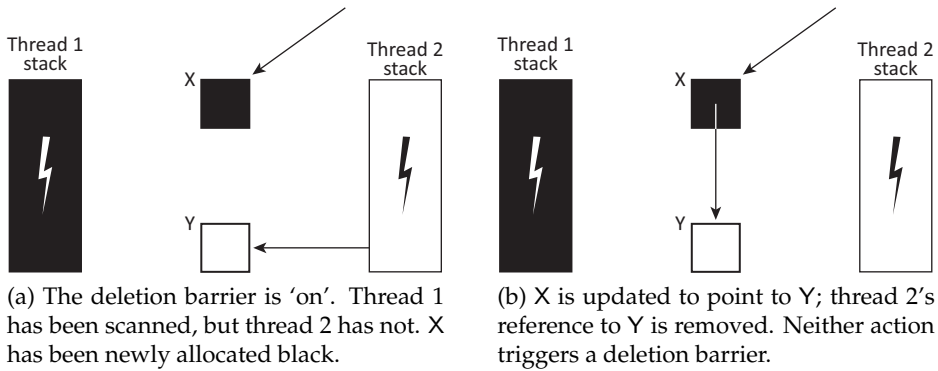 Thread 1
stack
X
Thread 2
stack
Y
(a) The deletion barrier is ‘on’. Thread 1
has been scanned, but thread 2 has not. X
has been newly allocated black.
Thread 1
stack
X
Thread 2
stack
Y
(b) X is updated to point to Y; thread 2’s
reference to Y is removed. Neither action
triggers a deletion barrier.